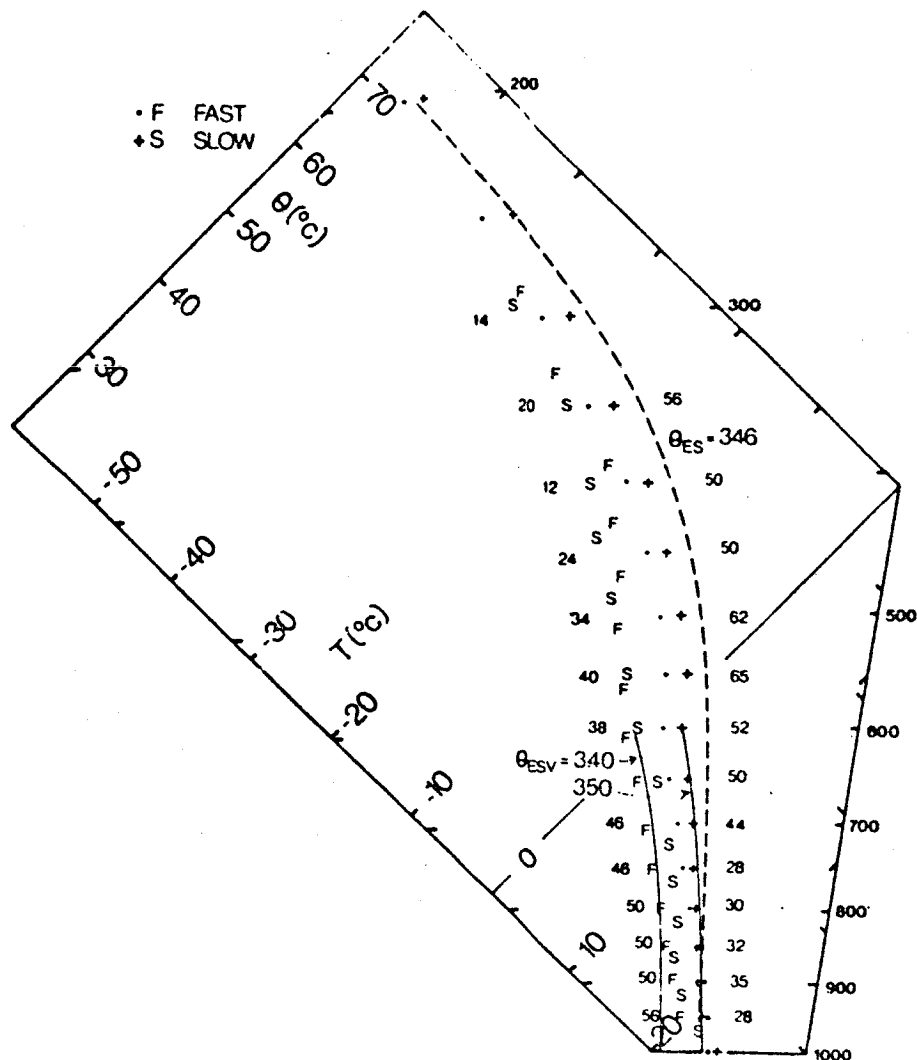 200
70
· F FAST
+ S SLOW
60
θ(°C)
50
F
S
300
14
40
30
F
20 S
56
θES = 346
F
12 S
50
-50
F
S
50
24
-40
F
S
500
34
62
F
T(°C)
-30
40 S
65
F
-20
38 S
52
600
F
θESV = 340
F S
50
350
-10
46 F
44
700
S
0
46 F
28
S
50 F
30
800
S
50 F
32
10
S
50 F
35
900
S
56 F
28
20
S
1000